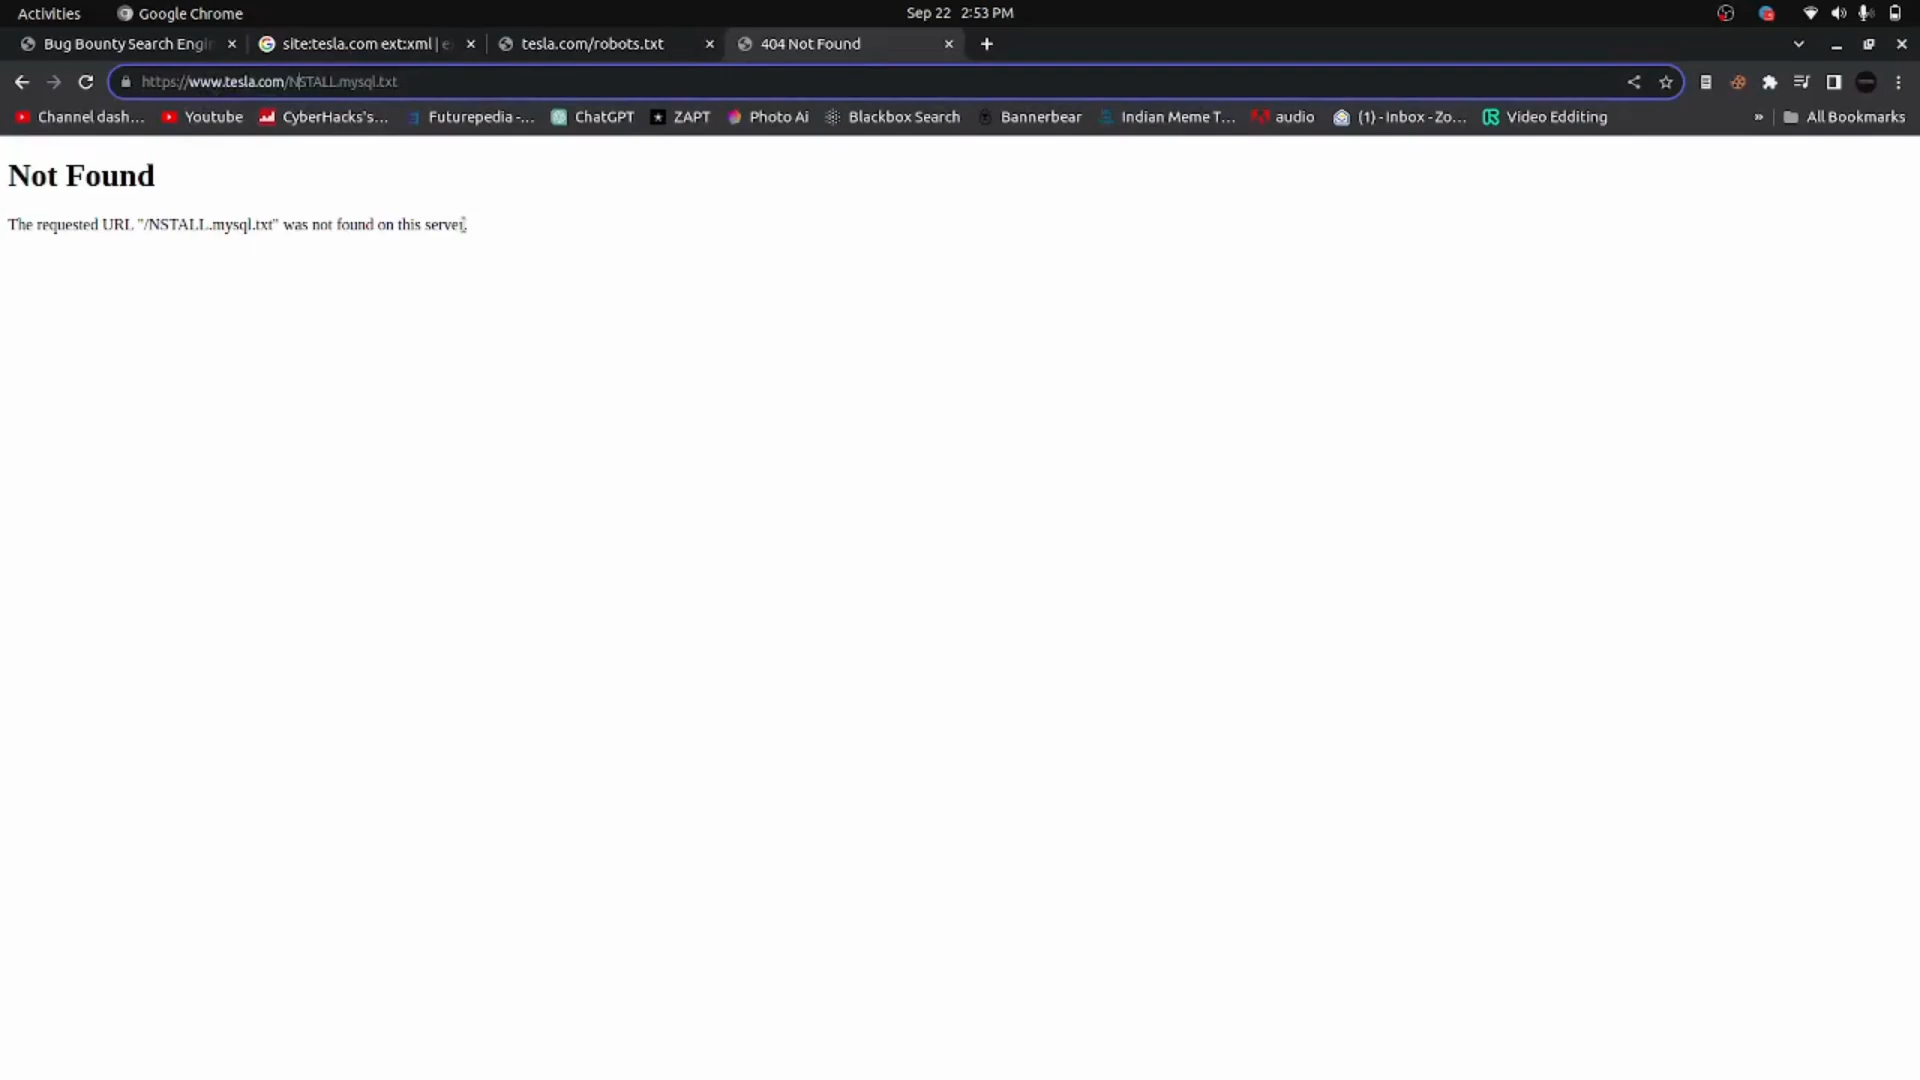 Activities Google Chrome Sep 22 2:53 PM
Bug Bounty Search Engi site:tesla.com ext:xml | e tesla.com/robots.txt 404 Not Found
https://www.tesla.com/NSTALL.mysql.txt
Channel dash... Youtube CyberHacks's... Futurepedia -... ChatGPT ZAPT Photo Ai Blackbox Search Bannerbear Indian Meme T... audio (1) - Inbox - Zo... Video Edditing » All Bookmarks
Not Found
The requested URL "/NSTALL.mysql.txt" was not found on this server.